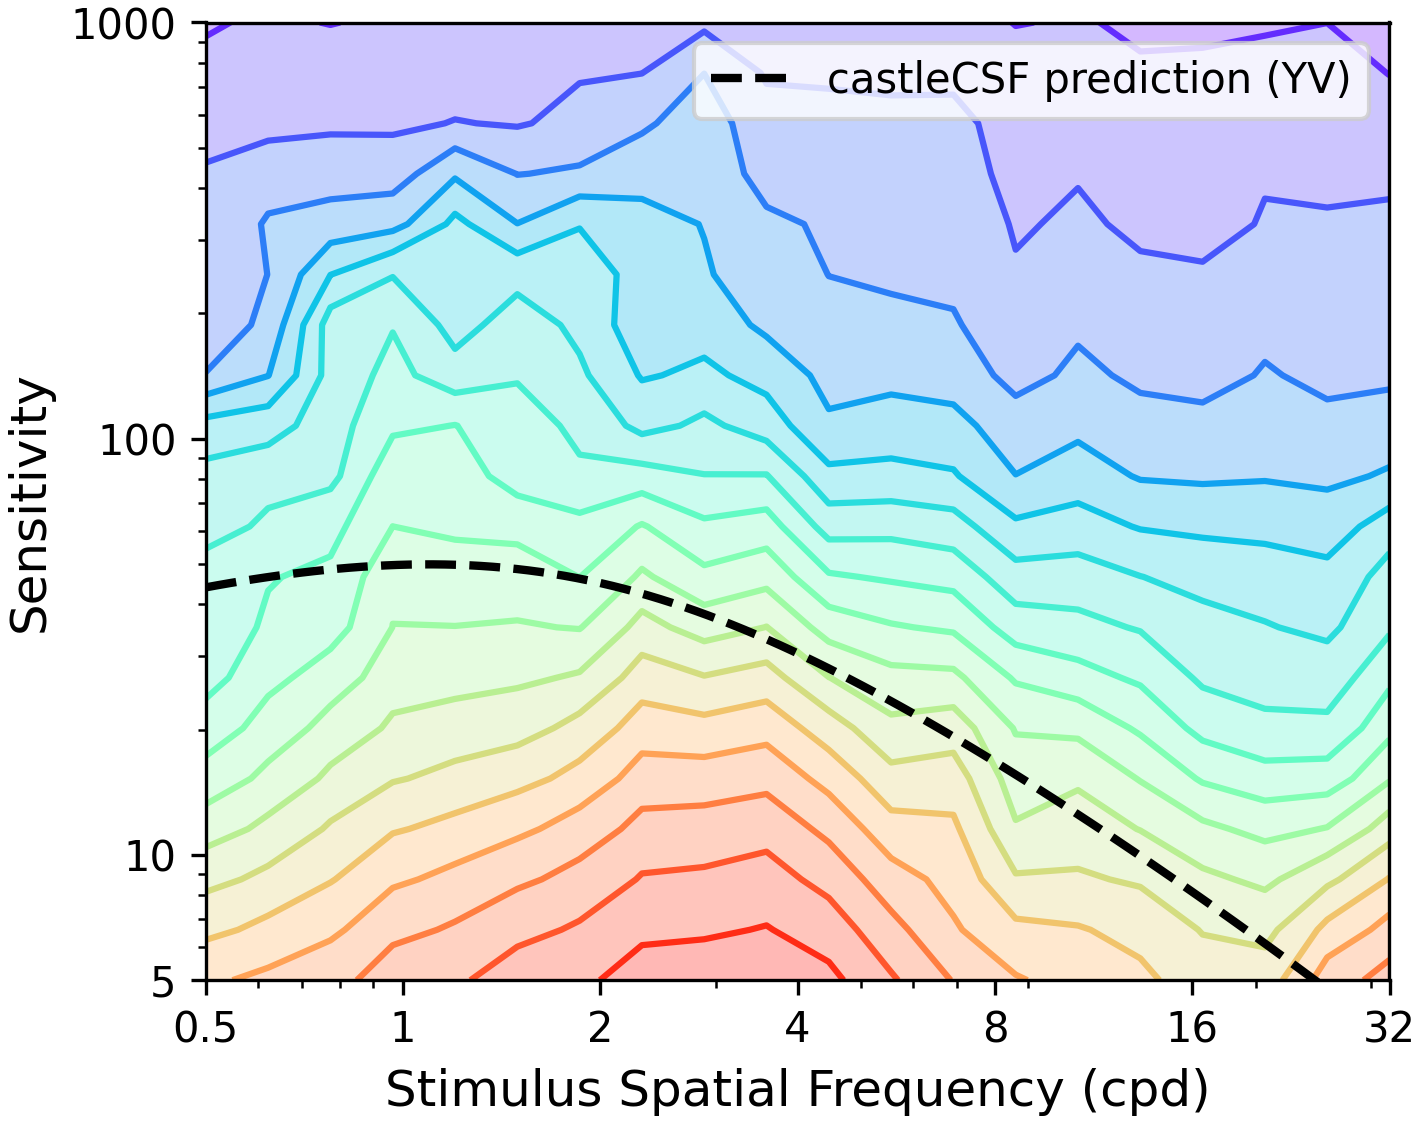 1000
castleCSF prediction (YV)
100
Sensitivity
10
5
0.5 1 2 4 8 16 32
Stimulus Spatial Frequency (cpd)